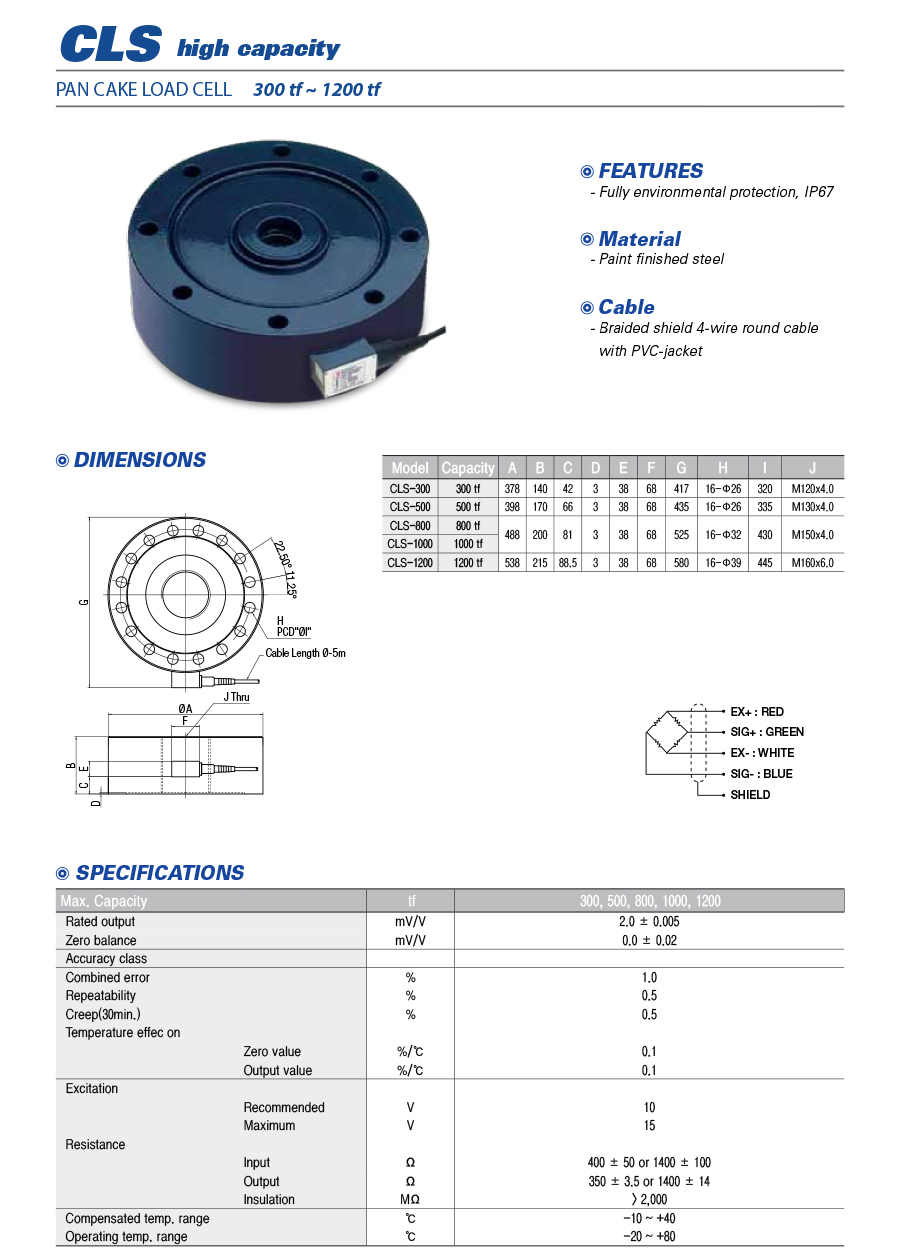 CLS high capacity
PAN CAKE LOAD CELL 300 tf ~ 1200 tf
FEATURES
- Fully environmental protection, IP67
Material
- Paint finished steel
Cable
- Braided shield 4-wire round cable
with PVC-jacket
DIMENSIONS
Model Capacity A B C D E F G H I J
CLS-300 300 tf 378 140 42 3 38 68 417 16-Φ26 320 M120x4.0
CLS-500 500 tf 398 170 66 3 38 68 435 16-Φ26 335 M130x4.0
CLS-800 800 tf
488 200 81 3 38 68 525 16-Φ32 430 M150x4.0
CLS-1000 1000 tf
CLS-1200 1200 tf 538 215 88.5 3 38 68 580 16-Φ39 445 M160x6.0
22.50°
11.25°
G
H
PCD"ØI"
Cable Length Ø-5m
J Thru
ØA
F
B
E
C
D
EX+ : RED
SIG+ : GREEN
EX- : WHITE
SIG- : BLUE
SHIELD
SPECIFICATIONS
Max. Capacity tf 300, 500, 800, 1000, 1200
Rated output mV/V 2.0 ± 0.005
Zero balance mV/V 0.0 ± 0.02
Accuracy class
Combined error % 1.0
Repeatability % 0.5
Creep(30min.) % 0.5
Temperature effec on
Zero value %/℃ 0.1
Output value %/℃ 0.1
Excitation
Recommended V 10
Maximum V 15
Resistance
Input Ω 400 ± 50 or 1400 ± 100
Output Ω 350 ± 3.5 or 1400 ± 14
Insulation MΩ > 2,000
Compensated temp. range ℃ -10 ~ +40
Operating temp. range ℃ -20 ~ +80